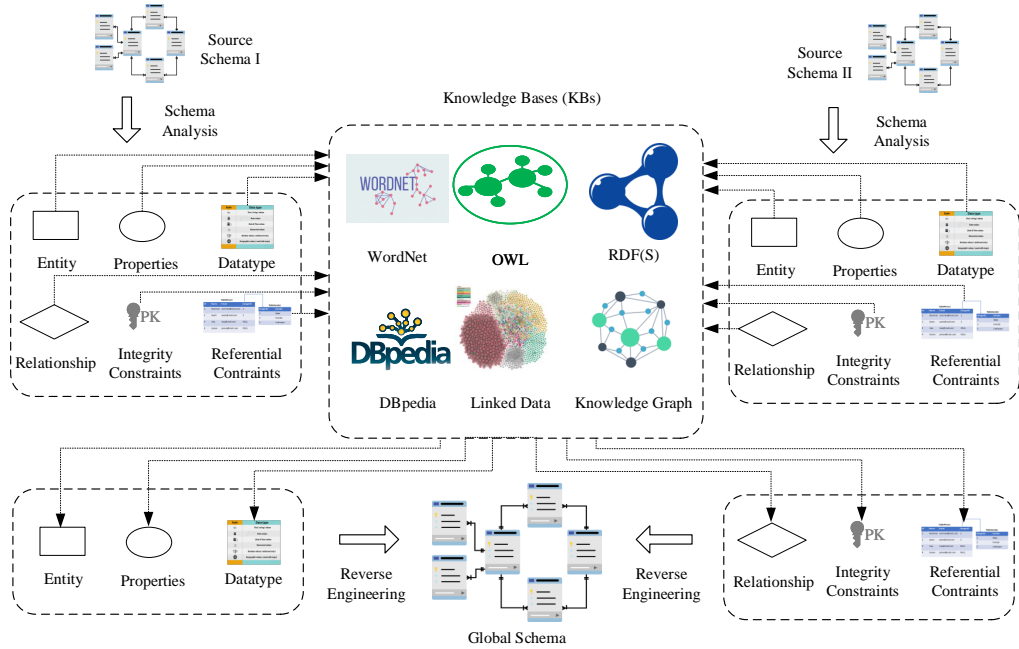 Source
Schema I
Source
Schema II
Knowledge Bases (KBs)
Schema
Analysis
Schema
Analysis
WORDNET
WordNet
OWL
RDF(S)
Entity
Properties
Datatype
Entity
Properties
Datatype
PK
DBpedia
PK
Relationship
Integrity
Constraints
Referential
Contraints
DBpedia
Linked Data
Knowledge Graph
Relationship
Integrity
Constraints
Referential
Contraints
PK
Entity
Properties
Datatype
Reverse
Engineering
Global Schema
Reverse
Engineering
Relationship
Integrity
Constraints
Referential
Contraints